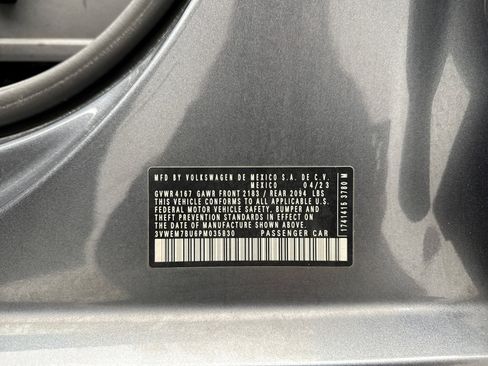 MFD BY VOLKSWAGEN DE MEXICO S.A. DE C.V.
MEXICO 04/23
GVWR 4167 GAWR FRONT 2183 / REAR 2094 LBS
THIS VEHICLE CONFORMS TO ALL APPLICABLE U.S.
FEDERAL MOTOR VEHICLE SAFETY, BUMPER AND
THEFT PREVENTION STANDARDS IN EFFECT ON
THE DATE OF MANUFACTURE SHOWN ABOVE.
3VWEM7BU6PM035830 PASSENGER CAR
1741415 3780 M